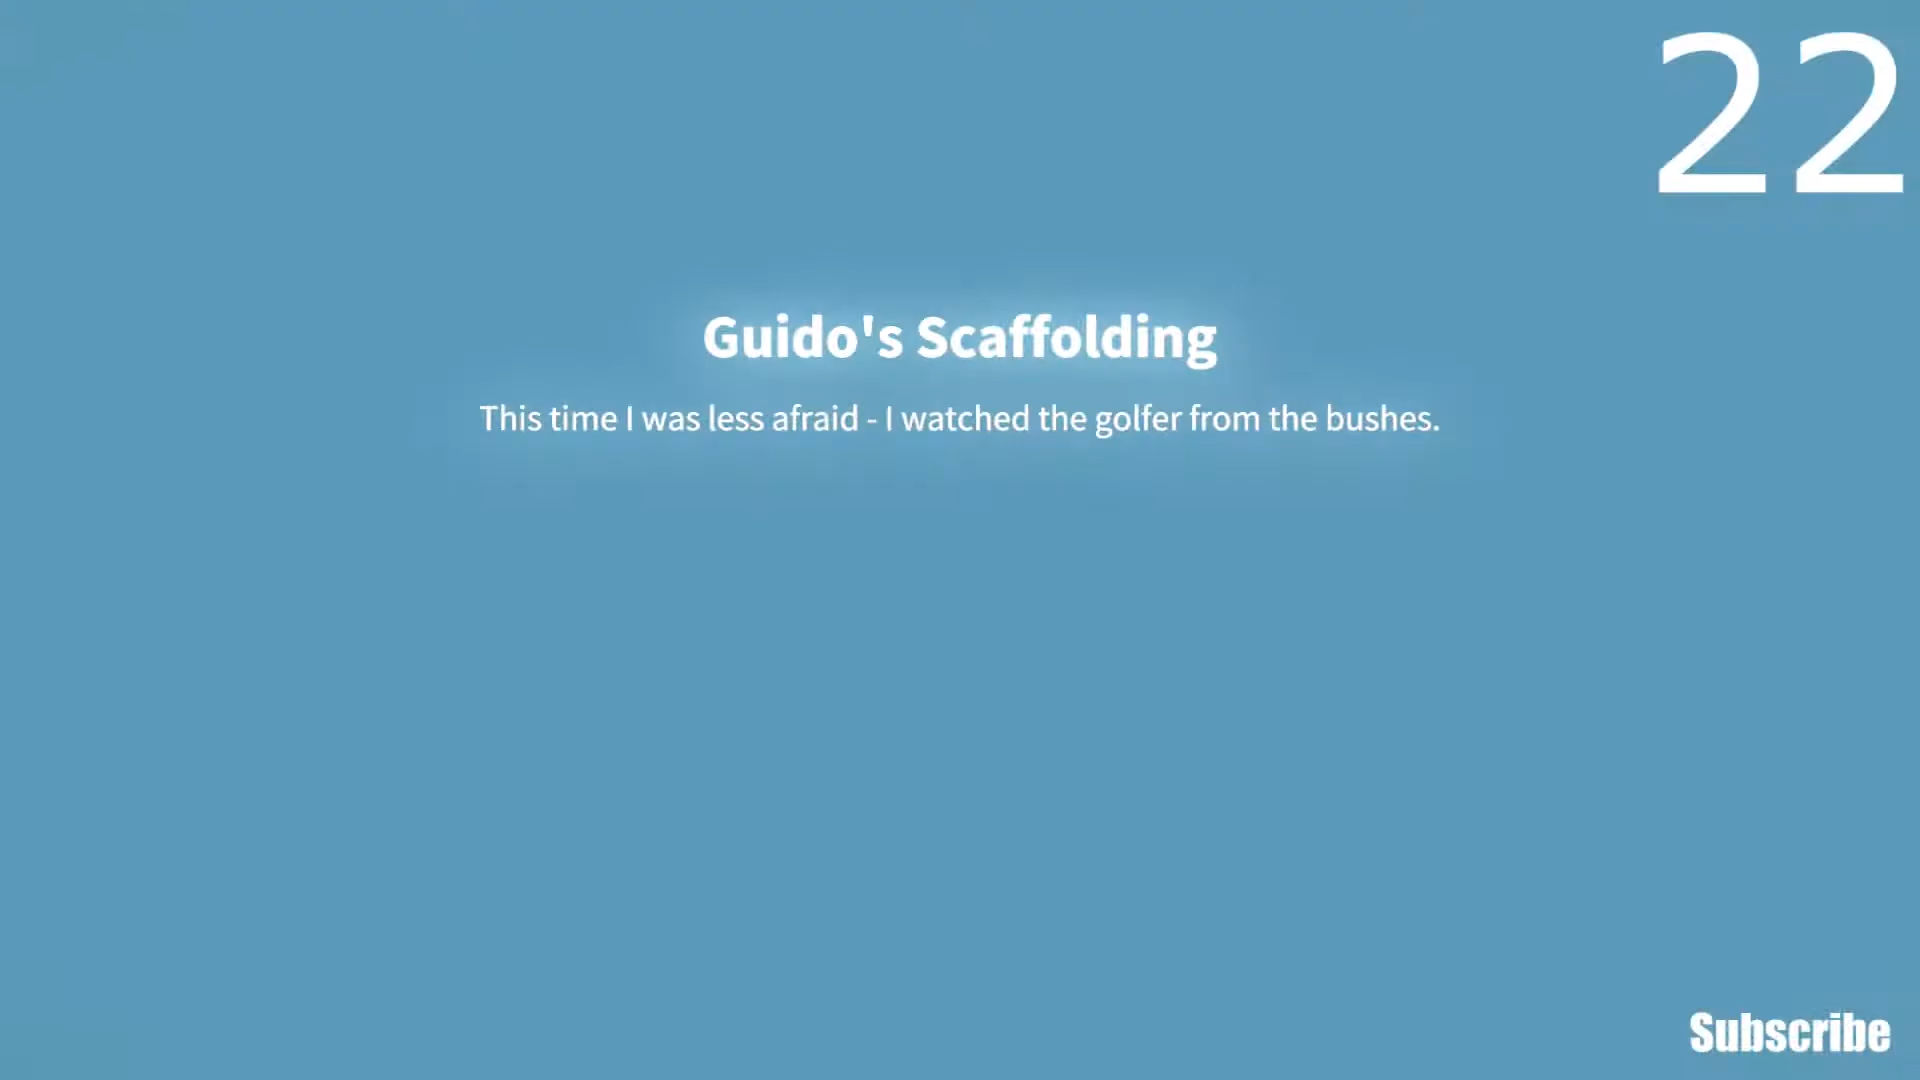 22
Guido's Scaffolding
This time I was less afraid - I watched the golfer from the bushes.
Subscribe